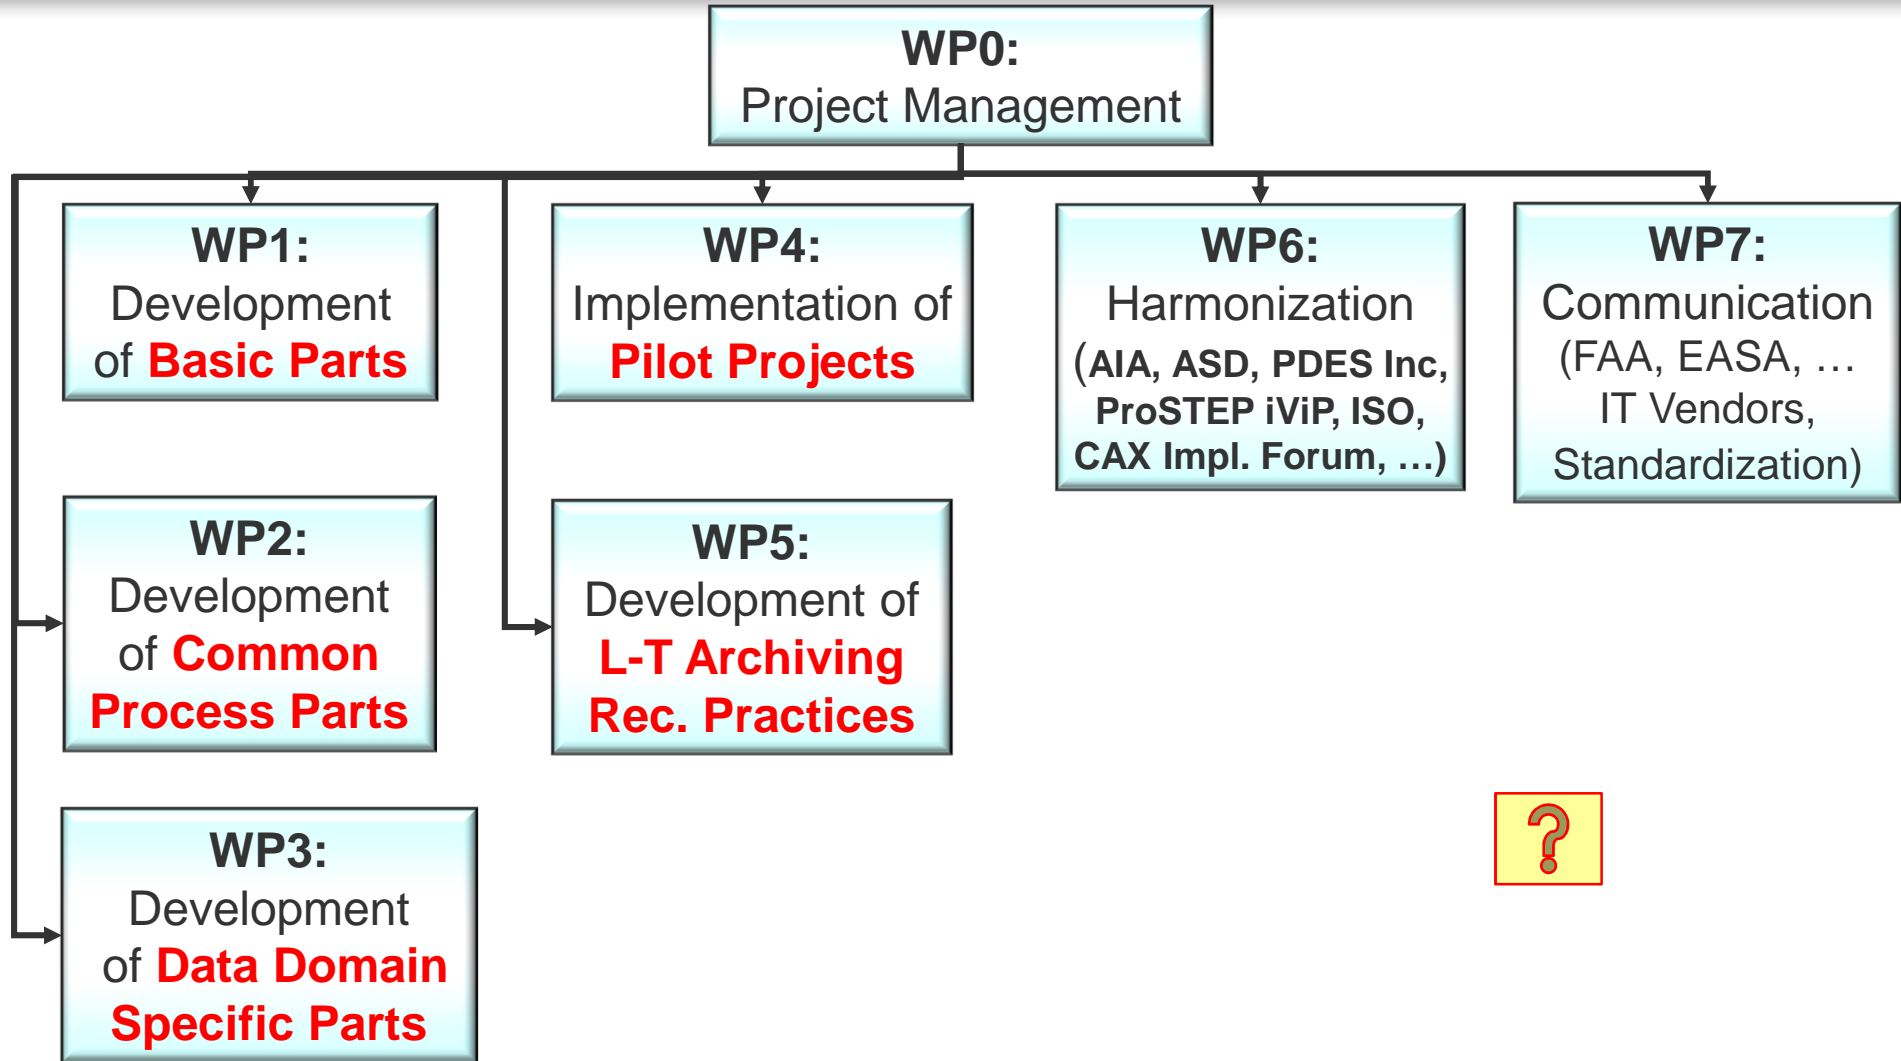 WP0:
Project Management
WP1:
Development
of Basic Parts
WP4:
Implementation of
Pilot Projects
WP6:
Harmonization
(AIA, ASD, PDES Inc,
ProSTEP iViP, ISO,
CAX Impl. Forum, …)
WP7:
Communication
(FAA, EASA, …
IT Vendors,
Standardization)
WP2:
Development
of Common
Process Parts
WP5:
Development of
L-T Archiving
Rec. Practices
WP3:
Development
of Data Domain
Specific Parts
?